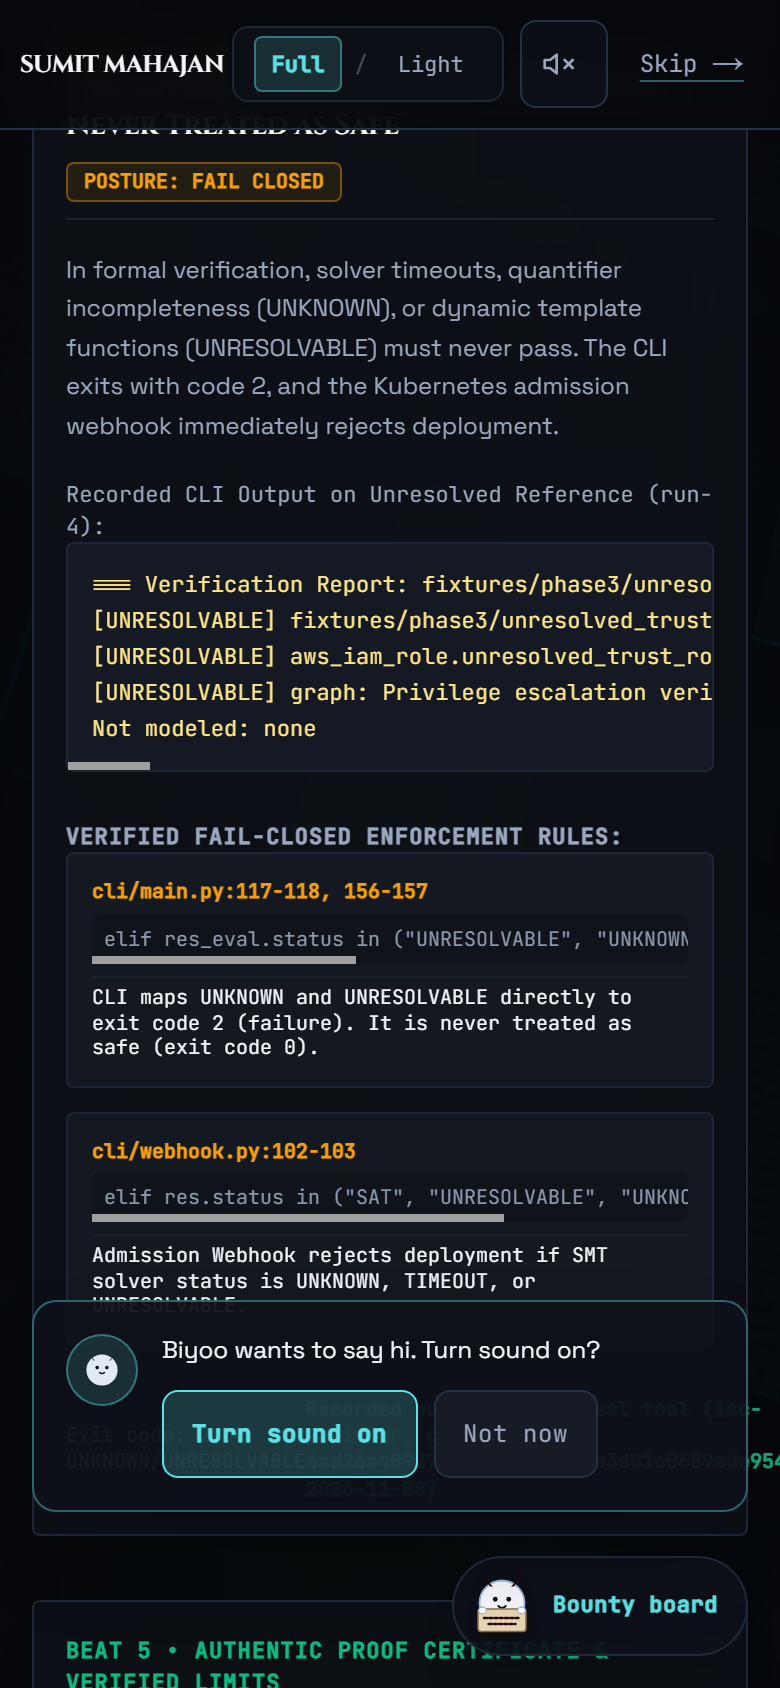 SUMIT MAHAJAN
Full / Light
Skip →
NEVER TREATED AS SAFE
POSTURE: FAIL CLOSED
In formal verification, solver timeouts, quantifier
incompleteness (UNKNOWN), or dynamic template
functions (UNRESOLVABLE) must never pass. The CLI
exits with code 2, and the Kubernetes admission
webhook immediately rejects deployment.
Recorded CLI Output on Unresolved Reference (run-
4):
=== Verification Report: fixtures/phase3/unreso
[UNRESOLVABLE] fixtures/phase3/unresolved_trust
[UNRESOLVABLE] aws_iam_role.unresolved_trust_ro
[UNRESOLVABLE] graph: Privilege escalation veri
Not modeled: none
VERIFIED FAIL-CLOSED ENFORCEMENT RULES:
cli/main.py:117-118, 156-157
elif res_eval.status in ("UNRESOLVABLE", "UNKNOWN
CLI maps UNKNOWN and UNRESOLVABLE directly to
exit code 2 (failure). It is never treated as
safe (exit code 0).
cli/webhook.py:102-103
elif res.status in ("SAT", "UNRESOLVABLE", "UNKNO
Admission Webhook rejects deployment if SMT
solver status is UNKNOWN, TIMEOUT, or
UNRESOLVABLE.
Biyoo wants to say hi. Turn sound on?
Turn sound on
Not now
Bounty board
BEAT 5 • AUTHENTIC PROOF CERTIFICATE &
VERIFIED LIMITS